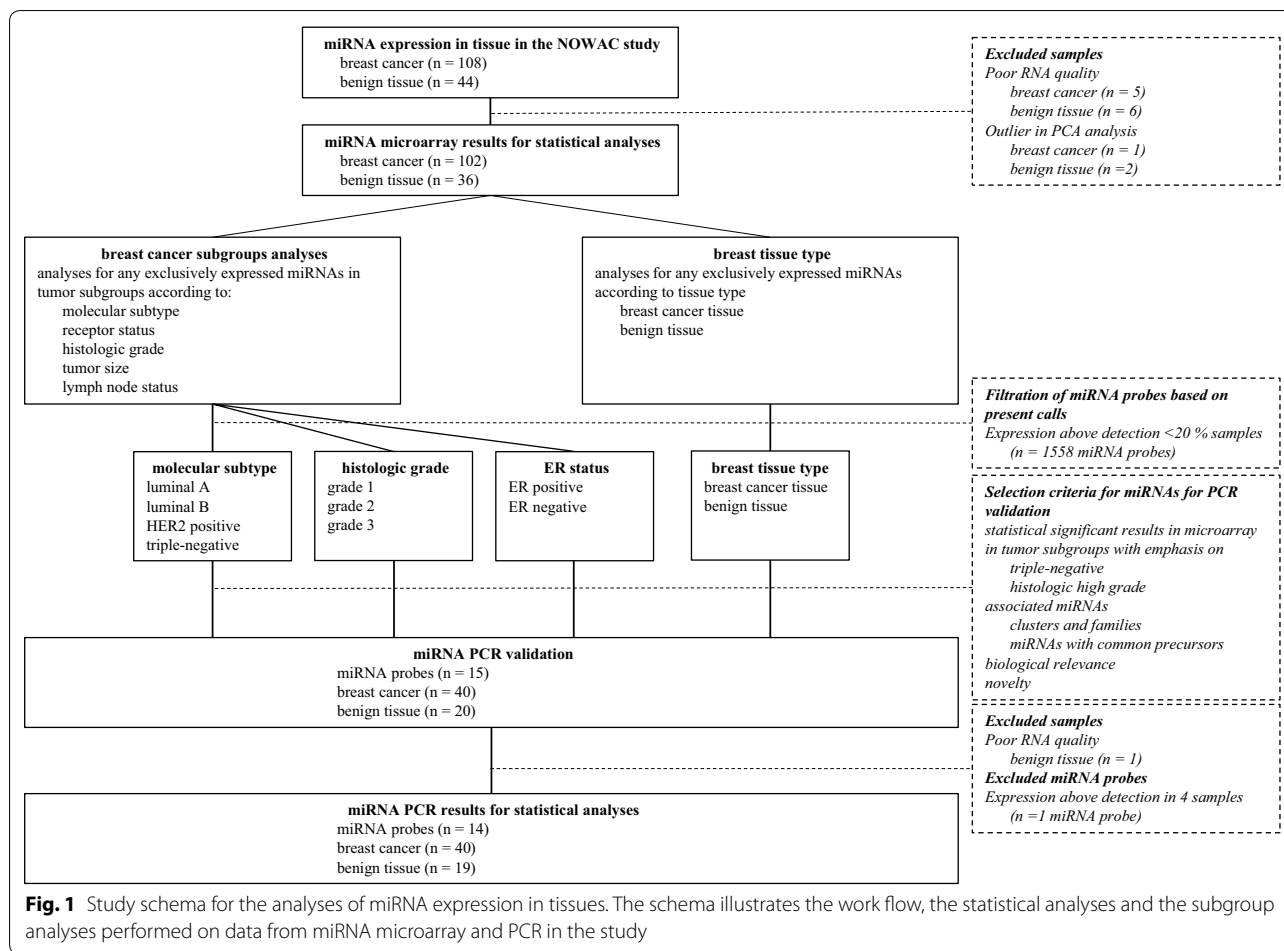 miRNA expression in tissue in the NOWAC study
breast cancer (n = 108)
benign tissue (n = 44)
Excluded samples
Poor RNA quality
breast cancer (n = 5)
benign tissue (n = 6)
Outlier in PCA analysis
breast cancer (n = 1)
benign tissue (n =2)
miRNA microarray results for statistical analyses
breast cancer (n = 102)
benign tissue (n = 36)
breast cancer subgroups analyses
analyses for any exclusively expressed miRNAs in
tumor subgroups according to:
molecular subtype
receptor status
histologic grade
tumor size
lymph node status
breast tissue type
analyses for any exclusively expressed miRNAs
according to tissue type
breast cancer tissue
benign tissue
Filtration of miRNA probes based on
present calls
Expression above detection <20 % samples
(n = 1558 miRNA probes)
molecular subtype
luminal A
luminal B
HER2 positive
triple-negative
histologic grade
grade 1
grade 2
grade 3
ER status
ER positive
ER negative
breast tissue type
breast cancer tissue
benign tissue
Selection criteria for miRNAs for PCR
validation
statistical significant results in microarray
in tumor subgroups with emphasis on
triple-negative
histologic high grade
associated miRNAs
clusters and families
miRNAs with common precursors
biological relevance
novelty
miRNA PCR validation
miRNA probes (n = 15)
breast cancer (n = 40)
benign tissue (n = 20)
Excluded samples
Poor RNA quality
benign tissue (n = 1)
Excluded miRNA probes
Expression above detection in 4 samples
(n =1 miRNA probe)
miRNA PCR results for statistical analyses
miRNA probes (n = 14)
breast cancer (n = 40)
benign tissue (n = 19)
Fig. 1 Study schema for the analyses of miRNA expression in tissues. The schema illustrates the work flow, the statistical analyses and the subgroup
analyses performed on data from miRNA microarray and PCR in the study